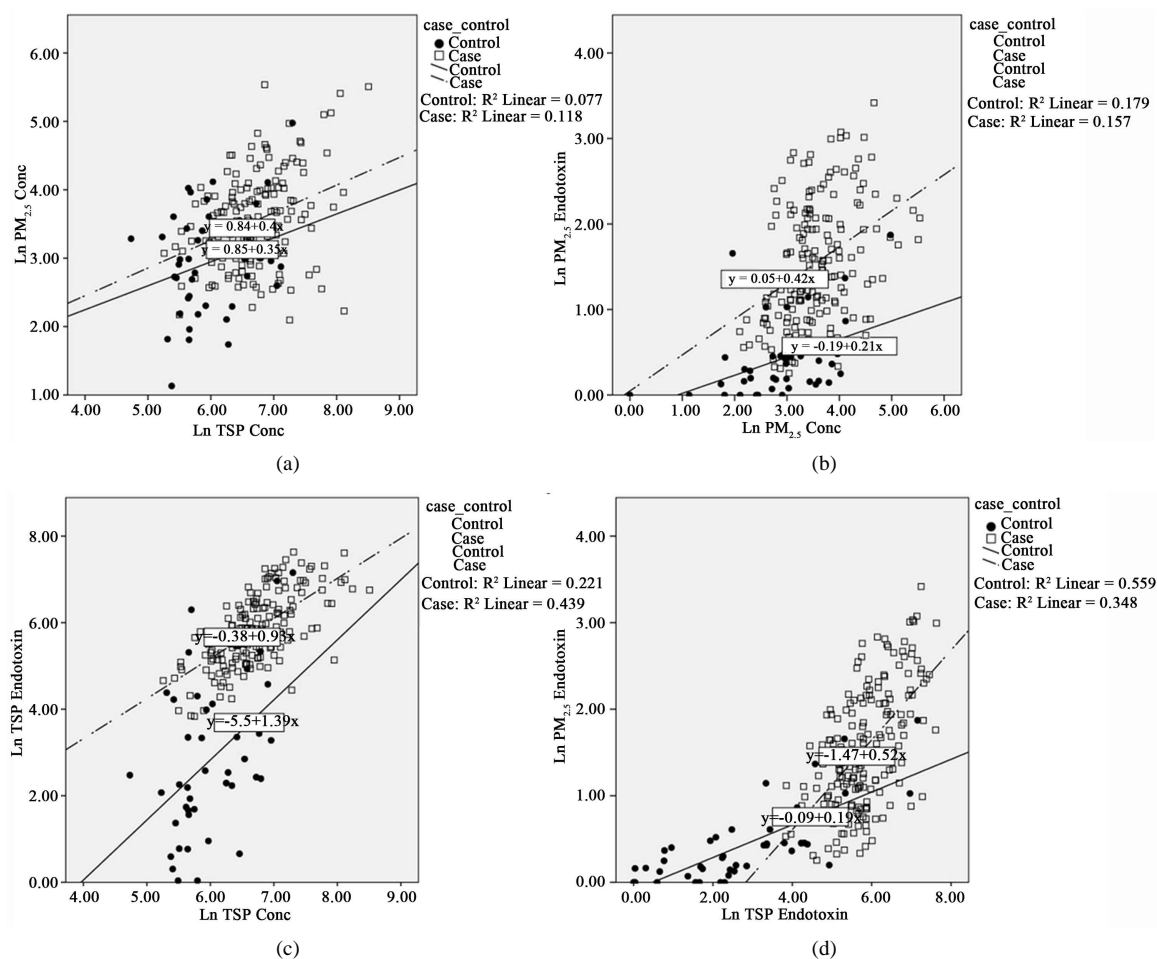 case_control
Control
Case
Control
Case
Control: R² Linear = 0.077
Case: R² Linear = 0.118
6.00
5.00
4.00
3.00
2.00
1.00
Ln PM2.5 Conc
y = 0.84+0.4x
y = 0.85+0.35x
4.00 5.00 6.00 7.00 8.00 9.00
Ln TSP Conc
(a)
case_control
Control
Case
Control
Case
Control: R² Linear = 0.179
Case: R² Linear = 0.157
4.00
3.00
2.00
1.00
0.00
Ln PM2.5 Endotoxin
y = 0.05+0.42x
y = -0.19+0.21x
0.00 1.00 2.00 3.00 4.00 5.00 6.00
Ln PM2.5 Conc
(b)
case_control
Control
Case
Control
Case
Control: R² Linear = 0.221
Case: R² Linear = 0.439
8.00
6.00
4.00
2.00
0.00
Ln TSP Endotoxin
y=-0.38+0.93x
y=-5.5+1.39x
4.00 5.00 6.00 7.00 8.00 9.00
Ln TSP Conc
(c)
case_control
Control
Case
Control
Case
Control: R² Linear = 0.559
Case: R² Linear = 0.348
4.00
3.00
2.00
1.00
0.00
Ln PM2.5 Endotoxin
y=-1.47+0.52x
y=-0.09+0.19x
0.00 2.00 4.00 6.00 8.00
Ln TSP Endotoxin
(d)